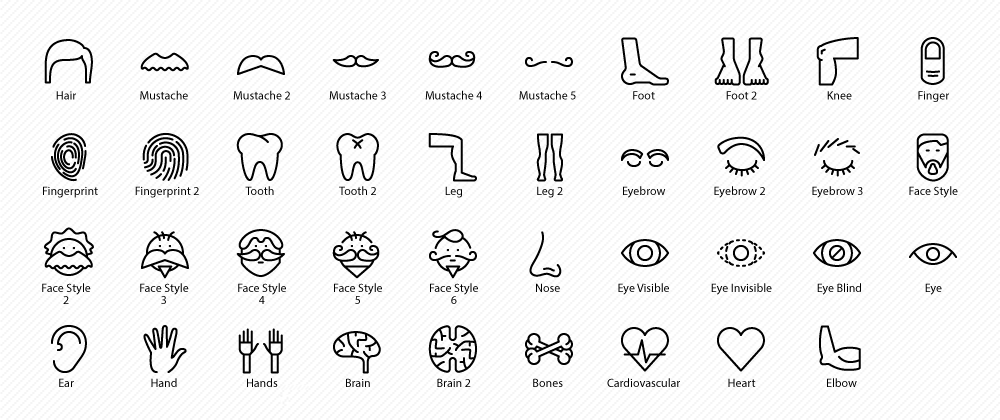 Hair Mustache Mustache 2 Mustache 3 Mustache 4 Mustache 5 Foot Foot 2 Knee Finger
Fingerprint Fingerprint 2 Tooth Tooth 2 Leg Leg 2 Eyebrow Eyebrow 2 Eyebrow 3 Face Style
Face Style Face Style Face Style Face Style Face Style Nose Eye Visible Eye Invisible Eye Blind Eye
2 3 4 5 6
Ear Hand Hands Brain Brain 2 Bones Cardiovascular Heart Elbow